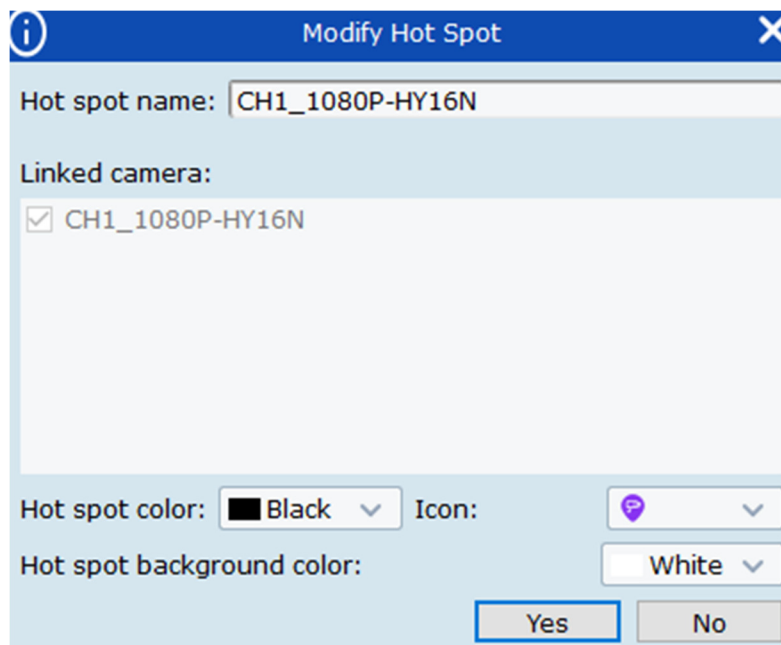 Modify Hot Spot
Hot spot name: CH1_1080P-HY16N
Linked camera:
CH1_1080P-HY16N
Hot spot color: Black Icon:
Hot spot background color: White
Yes No